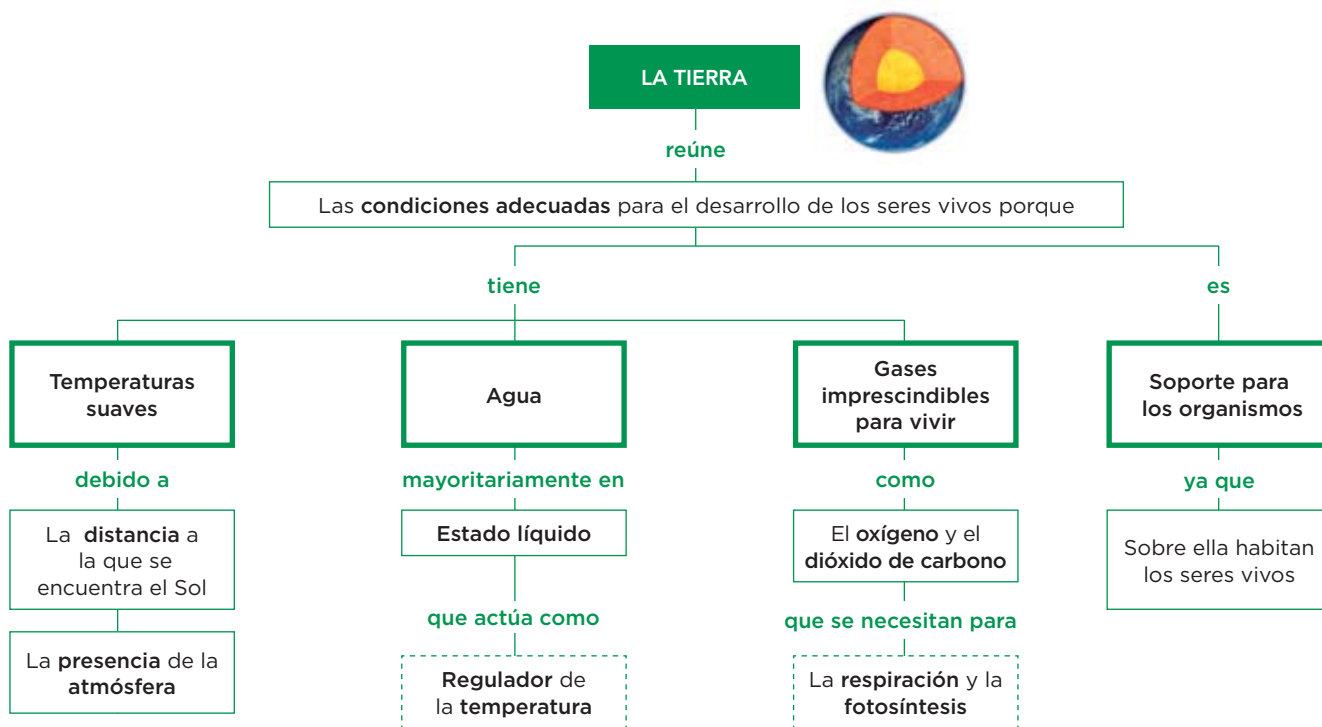 LA TIERRA
reúne
Las condiciones adecuadas para el desarrollo de los seres vivos porque
tiene
es
Temperaturas
suaves
Agua
Gases
imprescindibles
para vivir
Soporte para
los organismos
debido a
mayoritariamente en
como
ya que
La distancia a
la que se
encuentra el Sol
Estado líquido
El oxígeno y el
dióxido de carbono
Sobre ella habitan
los seres vivos
que actúa como
que se necesitan para
La presencia de la
atmósfera
Regulador de
la temperatura
La respiración y la
fotosíntesis